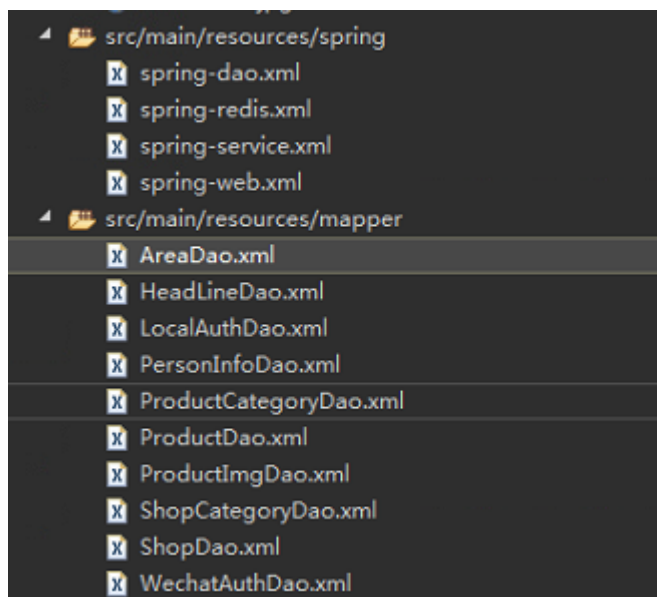 src/main/resources/spring
spring-dao.xml
spring-redis.xml
spring-service.xml
spring-web.xml
src/main/resources/mapper
AreaDao.xml
HeadLineDao.xml
LocalAuthDao.xml
PersonInfoDao.xml
ProductCategoryDao.xml
ProductDao.xml
ProductImgDao.xml
ShopCategoryDao.xml
ShopDao.xml
WechatAuthDao.xml